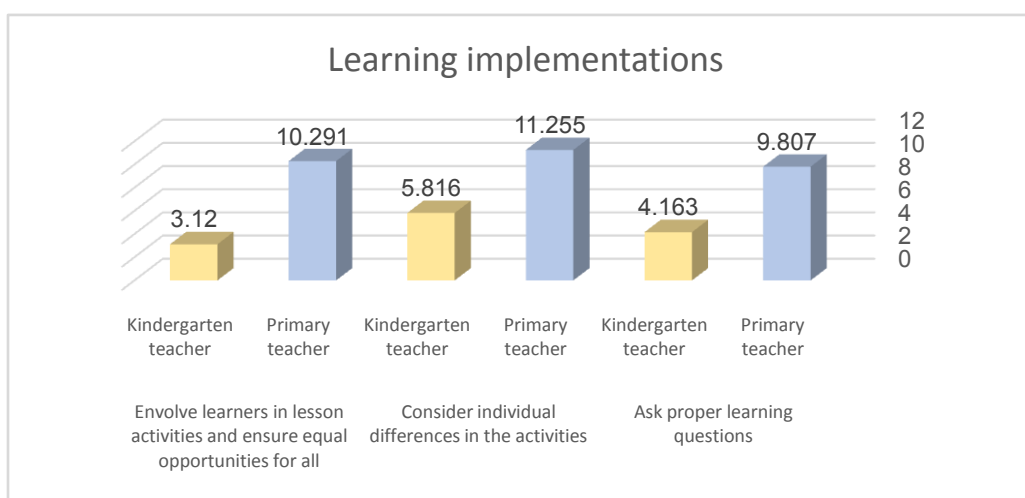 Learning implementations
12
10
8
6
4
2
0
3.12
10.291
5.816
11.255
4.163
9.807
Kindergarten
teacher
Primary
teacher
Kindergarten
teacher
Primary
teacher
Kindergarten
teacher
Primary
teacher
Envolve learners in lesson
activities and ensure equal
opportunities for all
Consider individual
differences in the activities
Ask proper learning
questions